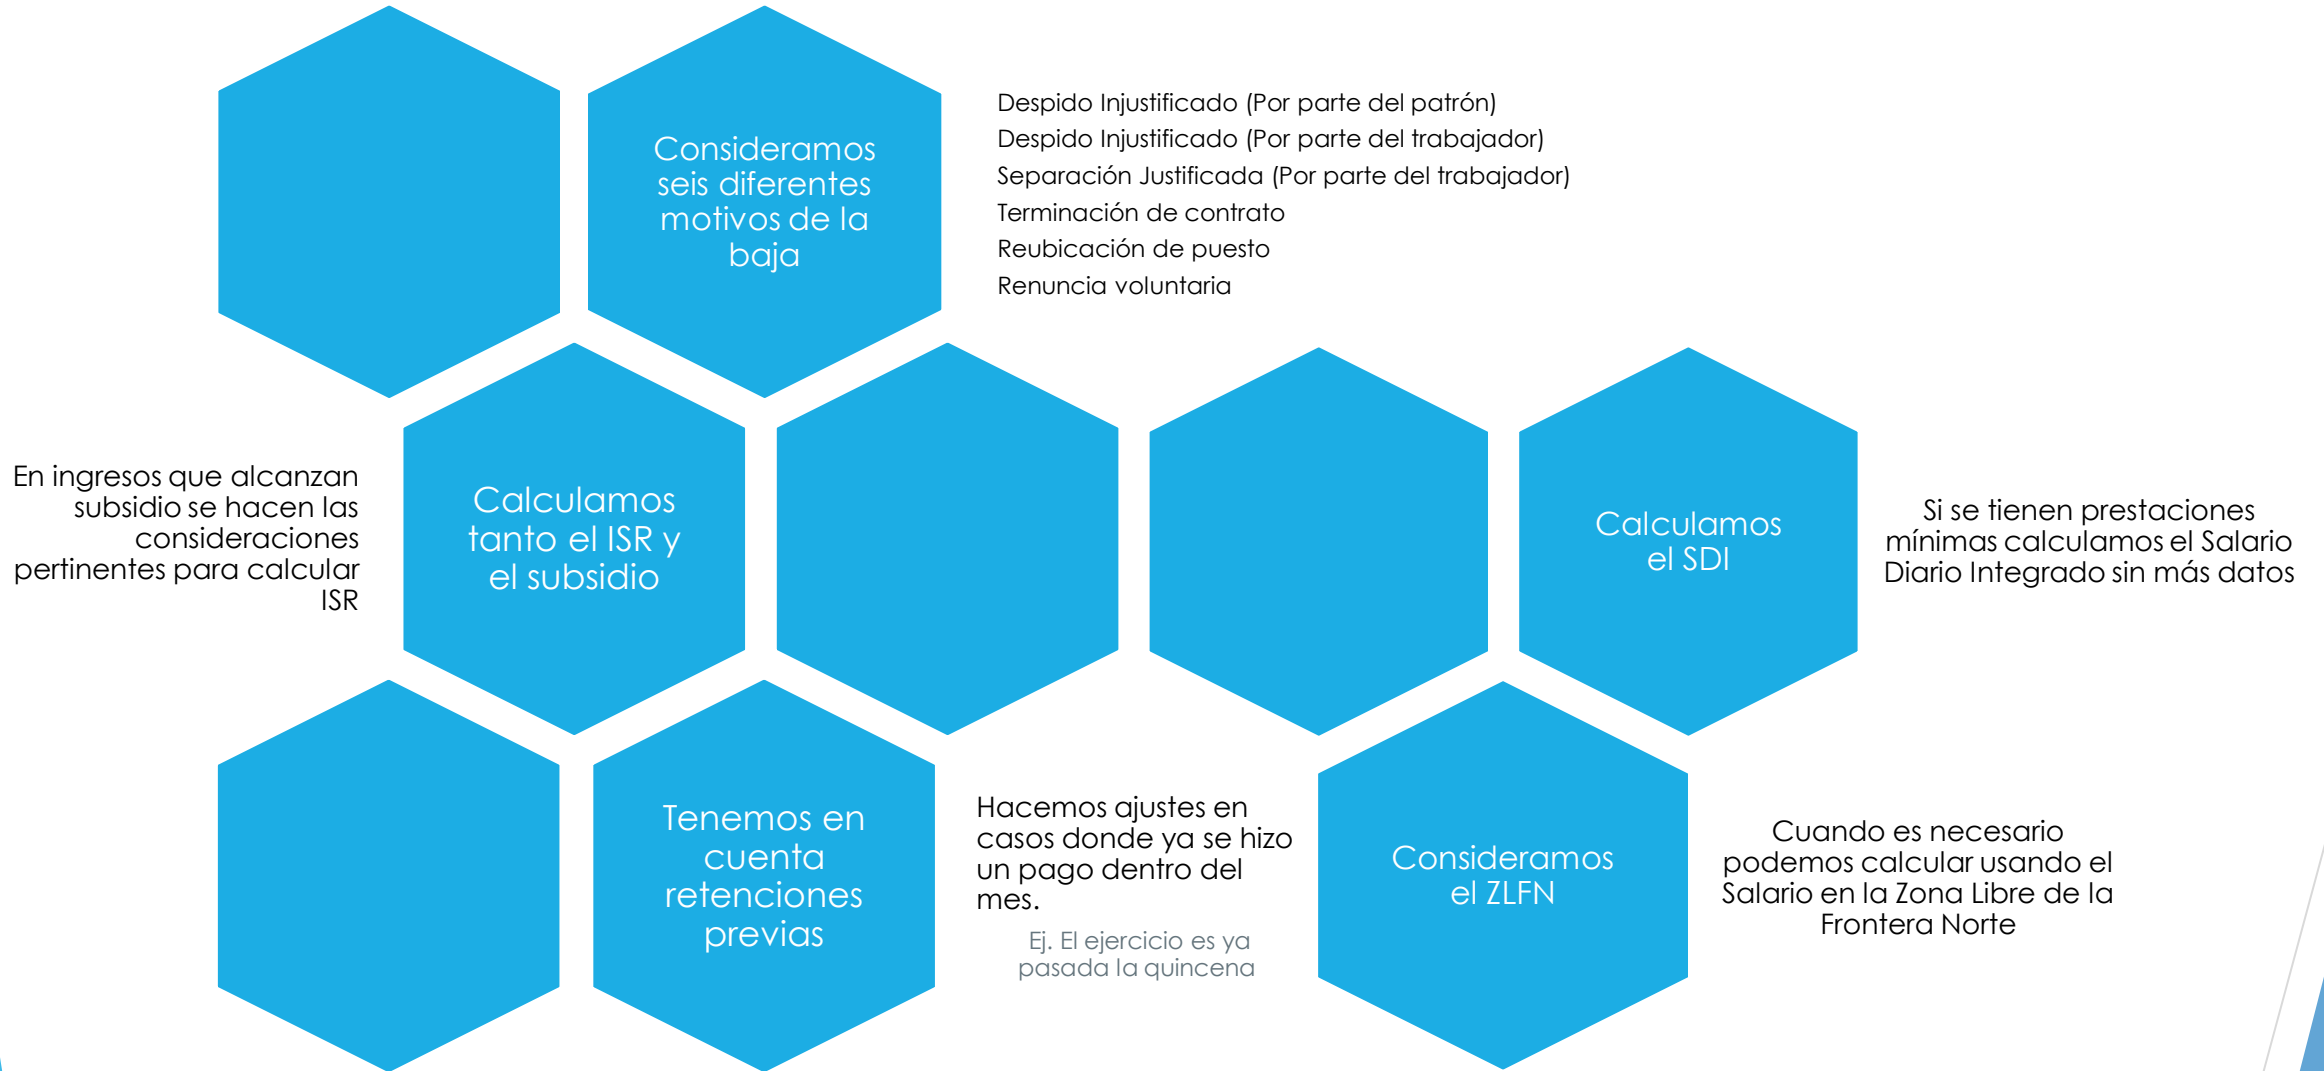 Consideramos
seis diferentes
motivos de la
baja
Despido Injustificado (Por parte del patrón)
Despido Injustificado (Por parte del trabajador)
Separación Justificada (Por parte del trabajador)
Terminación de contrato
Reubicación de puesto
Renuncia voluntaria
En ingresos que alcanzan
subsidio se hacen las
consideraciones
pertinentes para calcular
ISR
Calculamos
tanto el ISR y
el subsidio
Calculamos
el SDI
Si se tienen prestaciones
mínimas calculamos el Salario
Diario Integrado sin más datos
Tenemos en
cuenta
retenciones
previas
Hacemos ajustes en
casos donde ya se hizo
un pago dentro del
mes.
Ej. El ejercicio es ya
pasada la quincena
Consideramos
el ZLFN
Cuando es necesario
podemos calcular usando el
Salario en la Zona Libre de la
Frontera Norte